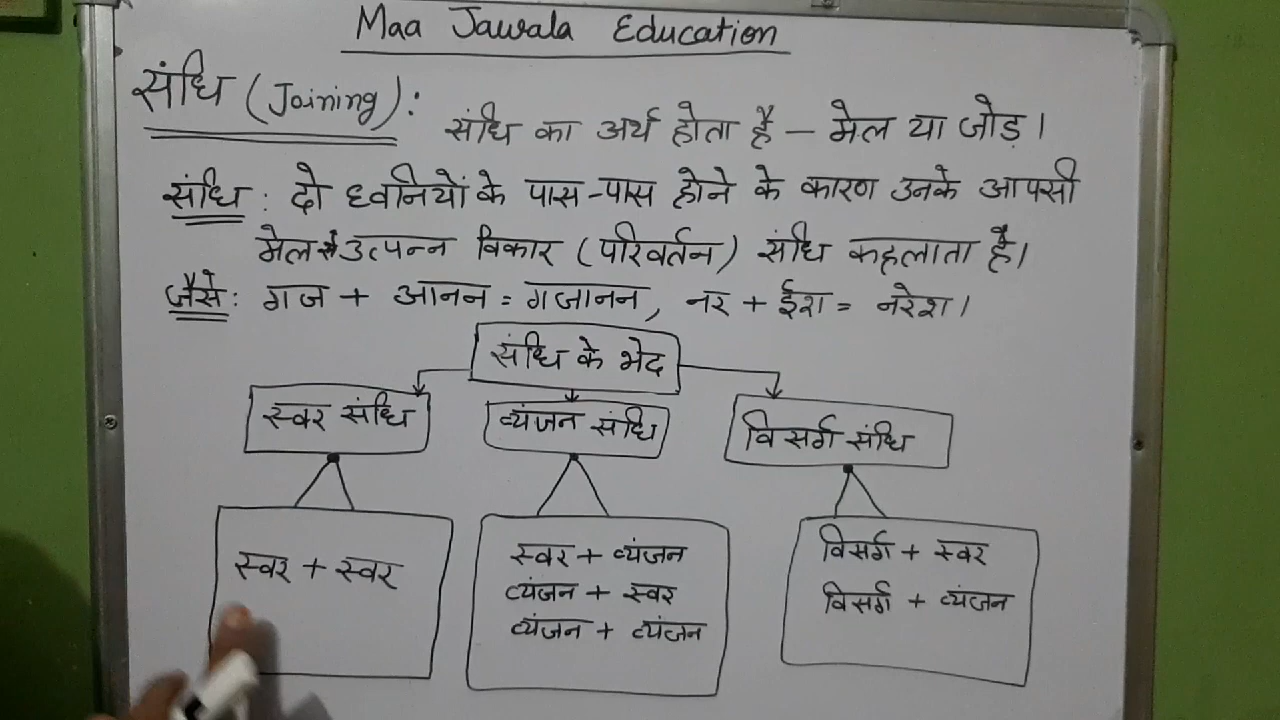 Maa Jawala Education
संधि (Joining):
संधि का अर्थ होता है – मेल या जोड़।
संधि : दो ध्वनियों के पास-पास होने के कारण उनके आपसी
मेल से उत्पन्न विकार (परिवर्तन) संधि कहलाता है।
जैसे: गज + आनन = गजानन, नर + ईश = नरेश।
संधि के भेद
स्वर संधि
व्यंजन संधि
विसर्ग संधि
स्वर + स्वर
स्वर + व्यंजन
व्यंजन + स्वर
व्यंजन + व्यंजन
विसर्ग + स्वर
विसर्ग + व्यंजन